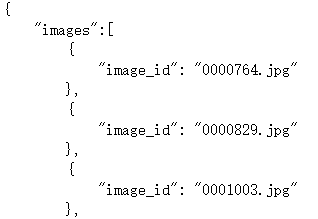 {
"images":[
{
"image_id": "0000764.jpg"
},
{
"image_id": "0000829.jpg"
},
{
"image_id": "0001003.jpg"
},